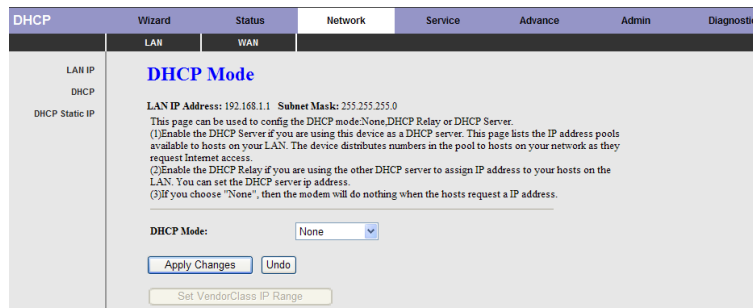 DHCP Wizard Status Network Service Advance Admin Diagnostic
LAN WAN
LAN IP
DHCP
DHCP Static IP
DHCP Mode
LAN IP Address: 192.168.1.1 Subnet Mask: 255.255.255.0
This page can be used to config the DHCP mode:None,DHCP Relay or DHCP Server.
(1)Enable the DHCP Server if you are using this device as a DHCP server. This page lists the IP address pools
available to hosts on your LAN. The device distributes numbers in the pool to hosts on your network as they
request Internet access.
(2)Enable the DHCP Relay if you are using the other DHCP server to assign IP address to your hosts on the
LAN. You can set the DHCP server ip address.
(3)If you choose "None", then the modem will do nothing when the hosts request a IP address.
DHCP Mode: None
Apply Changes Undo
Set VendorClass IP Range